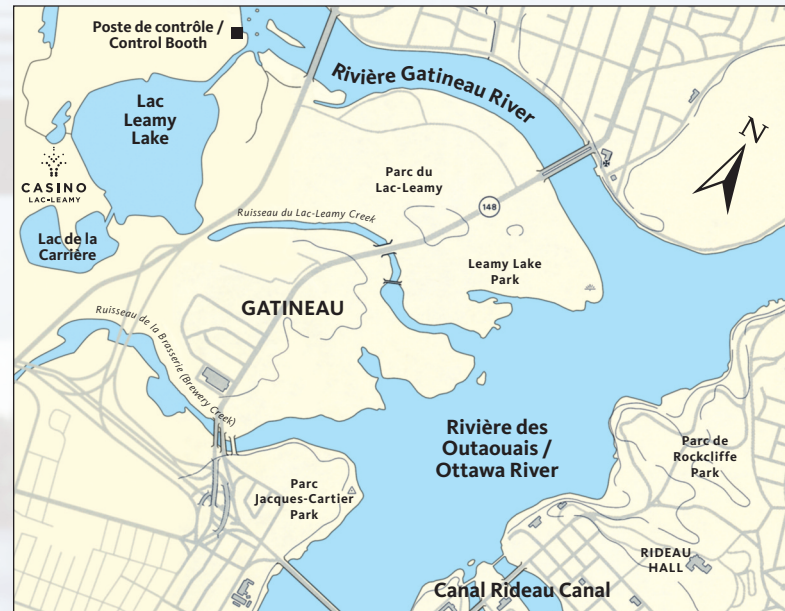 Poste de contrôle /
Control Booth
Rivière Gatineau River
Lac
Leamy
Lake
N
CASINO
LAC-LEAMY
Parc du
Lac-Leamy
148
Ruisseau du Lac-Leamy Creek
Lac de la
Carrière
Leamy Lake
Park
GATINEAU
Ruisseau de la Brasserie (Brewery Creek)
Rivière des
Outaouais /
Ottawa River
Parc de
Rockcliffe
Park
Parc
Jacques-Cartier
Park
RIDEAU
HALL
Canal Rideau Canal